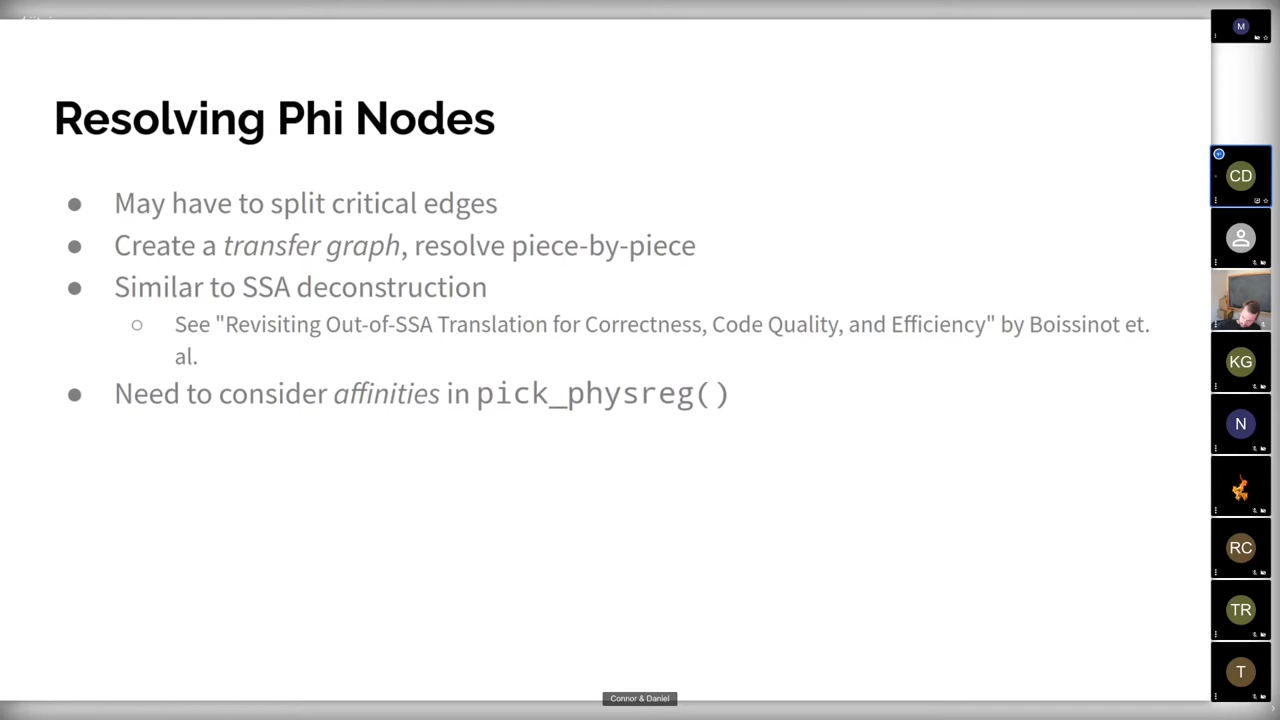 Resolving Phi Nodes
● May have to split critical edges
● Create a transfer graph, resolve piece-by-piece
● Similar to SSA deconstruction
○ See "Revisiting Out-of-SSA Translation for Correctness, Code Quality, and Efficiency" by Boissinot et.
al.
● Need to consider affinities in pick_physreg()
M
CD
KG
N
RC
TR
T
Connor & Daniel